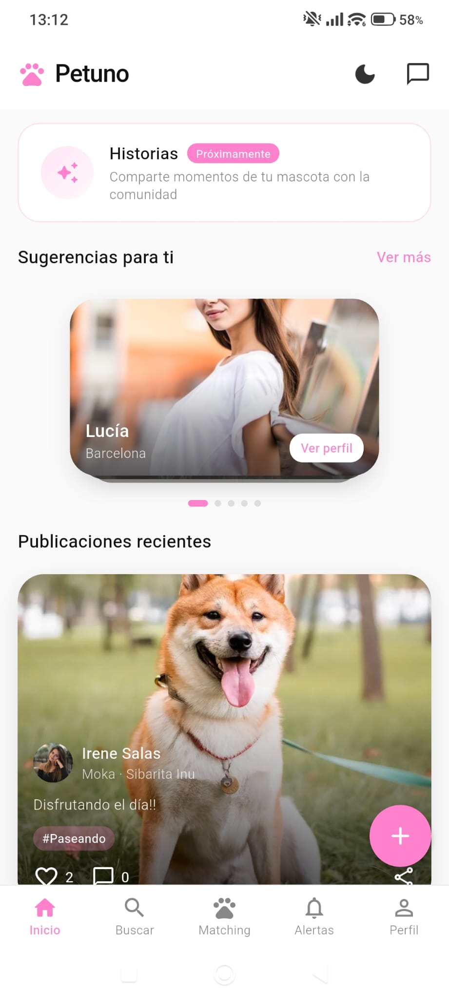 13:12
6
58%
Petuno
Historias
Próximamente
Comparte momentos de tu mascota con la
comunidad
Sugerencias para ti
Ver más
Lucía
Barcelona
Ver perfil
Publicaciones recientes
Irene Salas
Moka · Sibarita Inu
Disfrutando el día!!
#Paseando
2
0
Inicio
Buscar
Matching
Alertas
Perfil